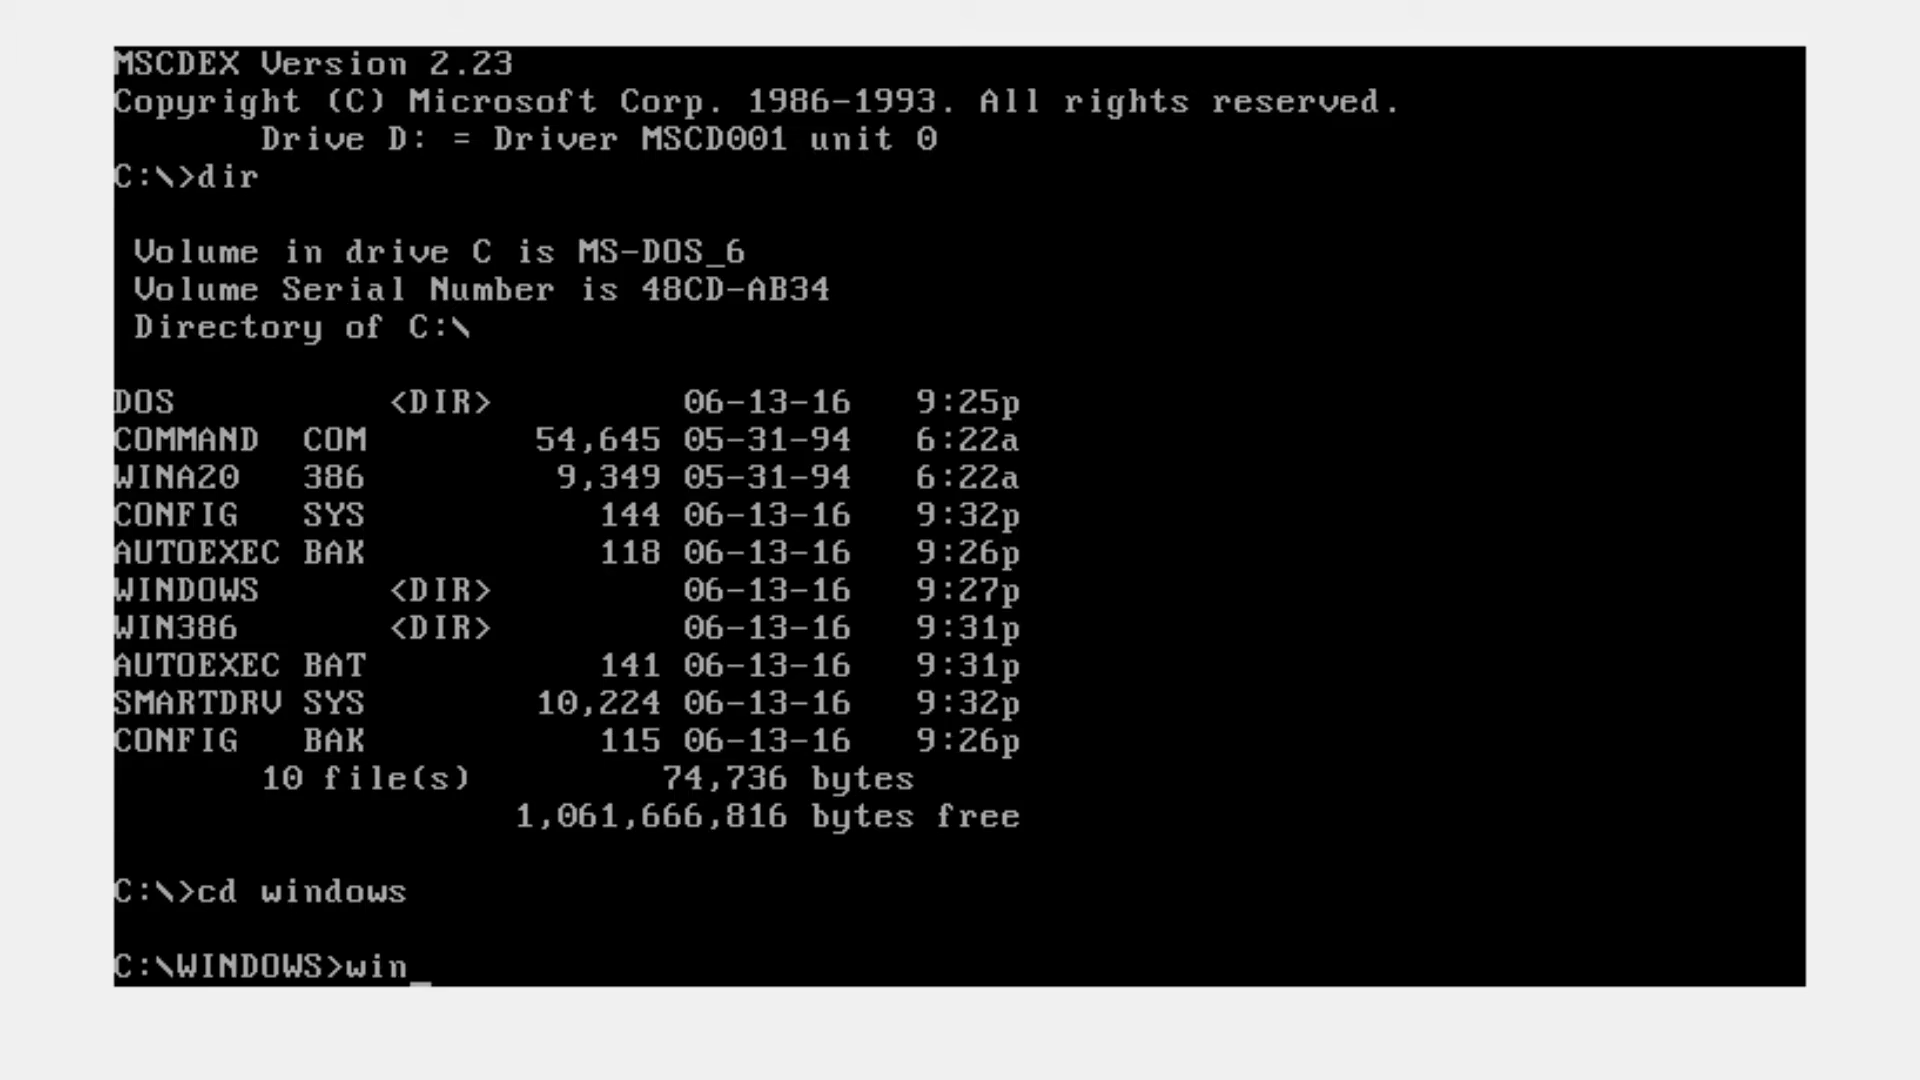 MSCDEX Version 2.23
Copyright (C) Microsoft Corp. 1986-1993. All rights reserved.
       Drive D: = Driver MSCD001 unit 0
C:\>dir

 Volume in drive C is MS-DOS_6
 Volume Serial Number is 48CD-AB34
 Directory of C:\

DOS          <DIR>         06-13-16   9:25p
COMMAND  COM        54,645 05-31-94   6:22a
WINA20   386         9,349 05-31-94   6:22a
CONFIG   SYS           144 06-13-16   9:32p
AUTOEXEC BAK           118 06-13-16   9:26p
WINDOWS      <DIR>         06-13-16   9:27p
WIN386       <DIR>         06-13-16   9:31p
AUTOEXEC BAT           141 06-13-16   9:31p
SMARTDRV SYS        10,224 06-13-16   9:32p
CONFIG   BAK           115 06-13-16   9:26p
       10 file(s)         74,736 bytes
                   1,061,666,816 bytes free

C:\>cd windows

C:\WINDOWS>win_